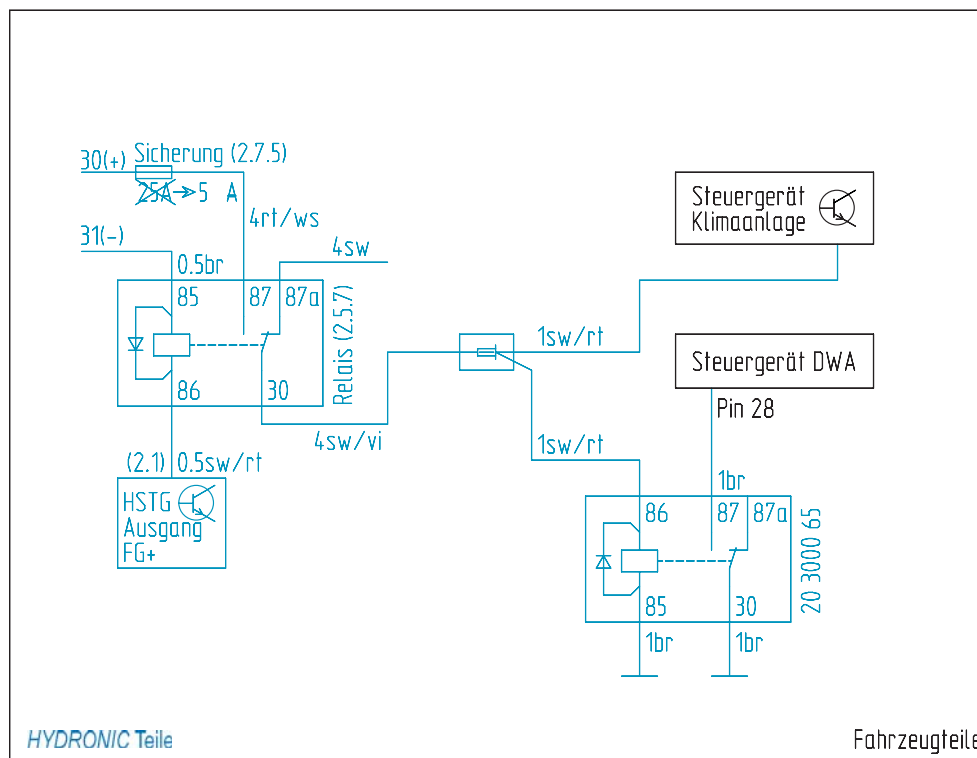 Sicherung (2.7.5)
30(+)
25A → 5 A
4rt/ws
31(-)
4sw
0.5br
85
87
87a
Relais (2.5.7)
86
30
4sw/vi
(2.1)
0.5sw/rt
HSTG
Ausgang
FG+
Steuergerät
Klimaanlage
1sw/rt
Steuergerät DWA
Pin 28
1sw/rt
1br
86
87
87a
20 3000 65
85
30
1br
1br
HYDRONIC Teile
Fahrzeugteile